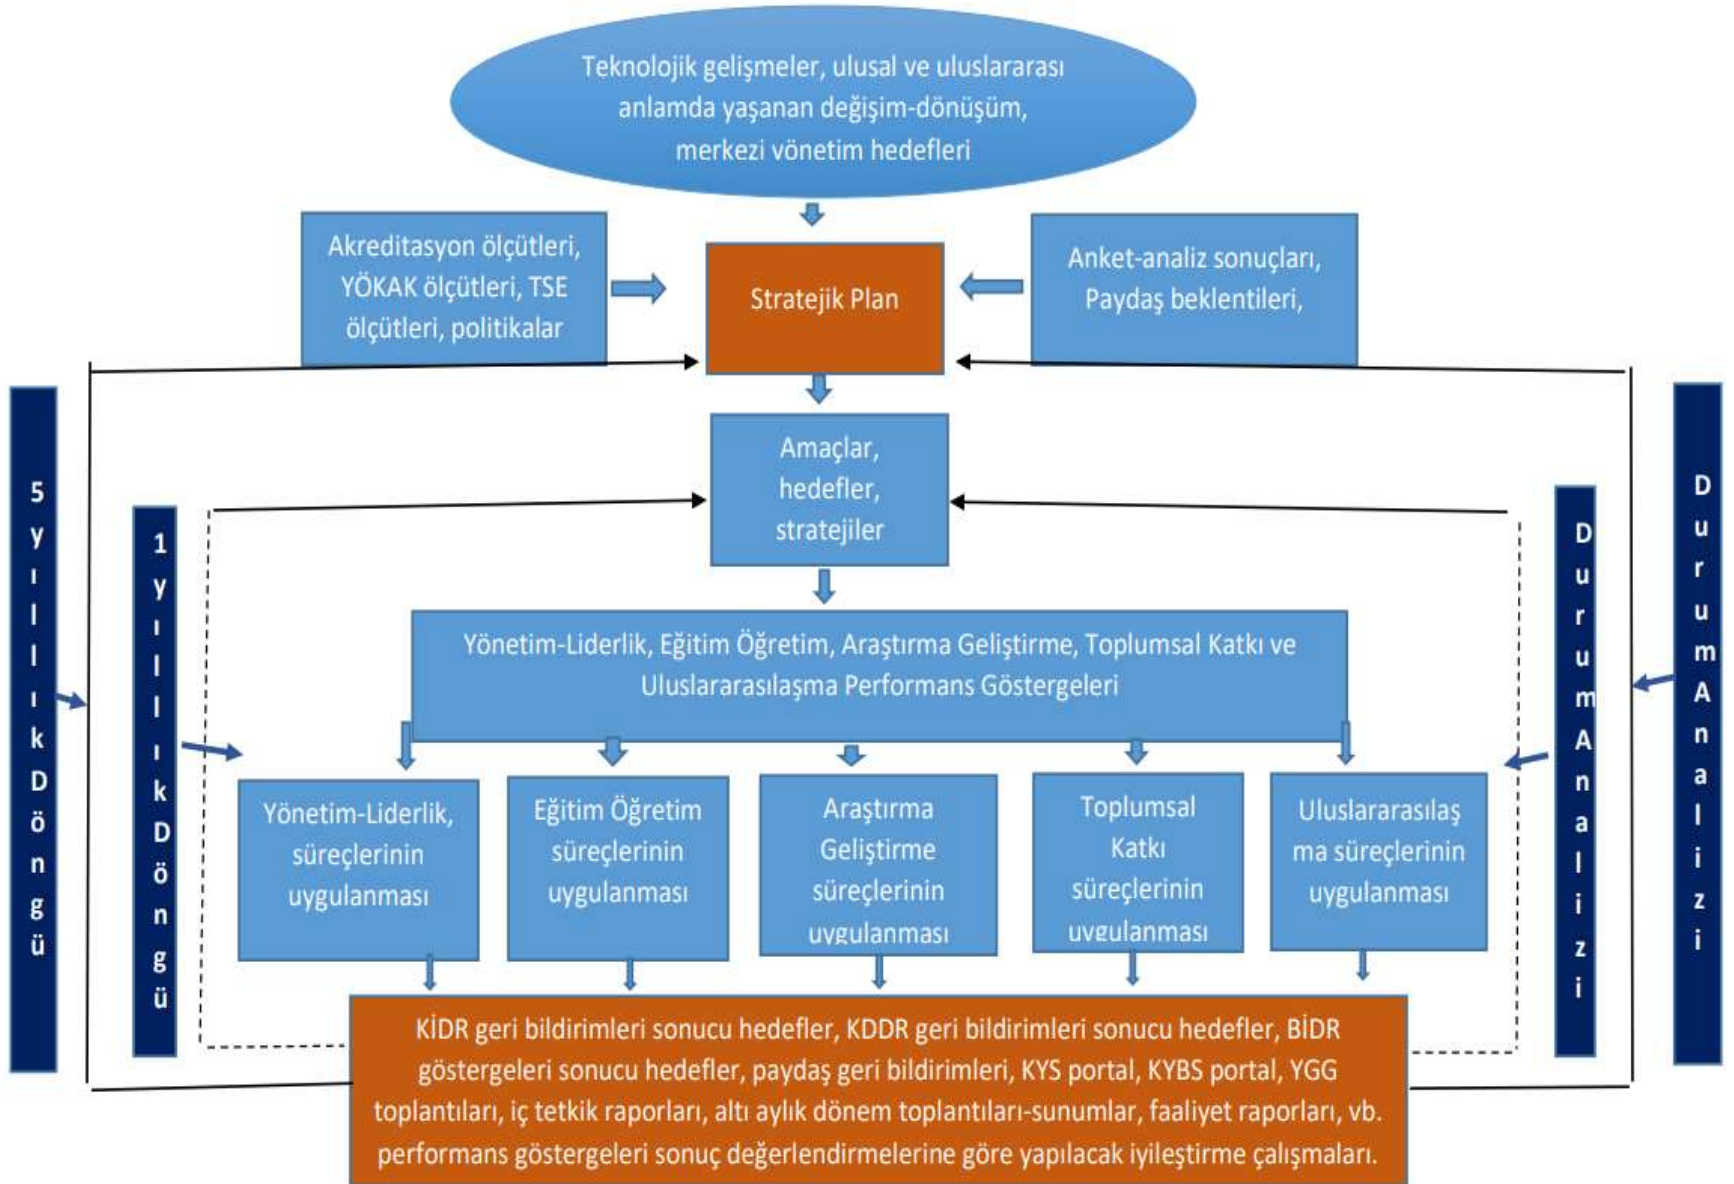 Teknolojik gelişmeler, ulusal ve uluslararası
anlamda yaşanan değişim-dönüşüm,
merkezi vönetim hedefleri
Akreditasyon ölçütleri,
YÖKAK ölçütleri, TSE
ölçütleri, politikalar
Stratejik Plan
Anket-analiz sonuçları,
Paydaş beklentileri,
Amaçlar,
hedefler,
stratejiler
5 yıllık Döngü
1 yıllık Döngü
Durum Analizi
Durum Analizi
Yönetim-Liderlik, Eğitim Öğretim, Araştırma Geliştirme, Toplumsal Katkı ve
Uluslararasılaşma Performans Göstergeleri
Yönetim-Liderlik,
süreçlerinin
uygulanması
Eğitim Öğretim
süreçlerinin
uygulanması
Araştırma
Geliştirme
süreçlerinin
uygulanması
Toplumsal
Katkı
süreçlerinin
uygulanması
Uluslararasılaş
ma süreçlerinin
uygulanması
KİDR geri bildirimleri sonucu hedefler, KDDR geri bildirimleri sonucu hedefler, BİDR
göstergeleri sonucu hedefler, paydaş geri bildirimleri, KYS portal, KYBS portal, YGG
toplantıları, iç tetkik raporları, altı aylık dönem toplantıları-sunumlar, faaliyet raporları, vb.
performans göstergeleri sonuç değerlendirmelerine göre yapılacak iyileştirme çalışmaları.